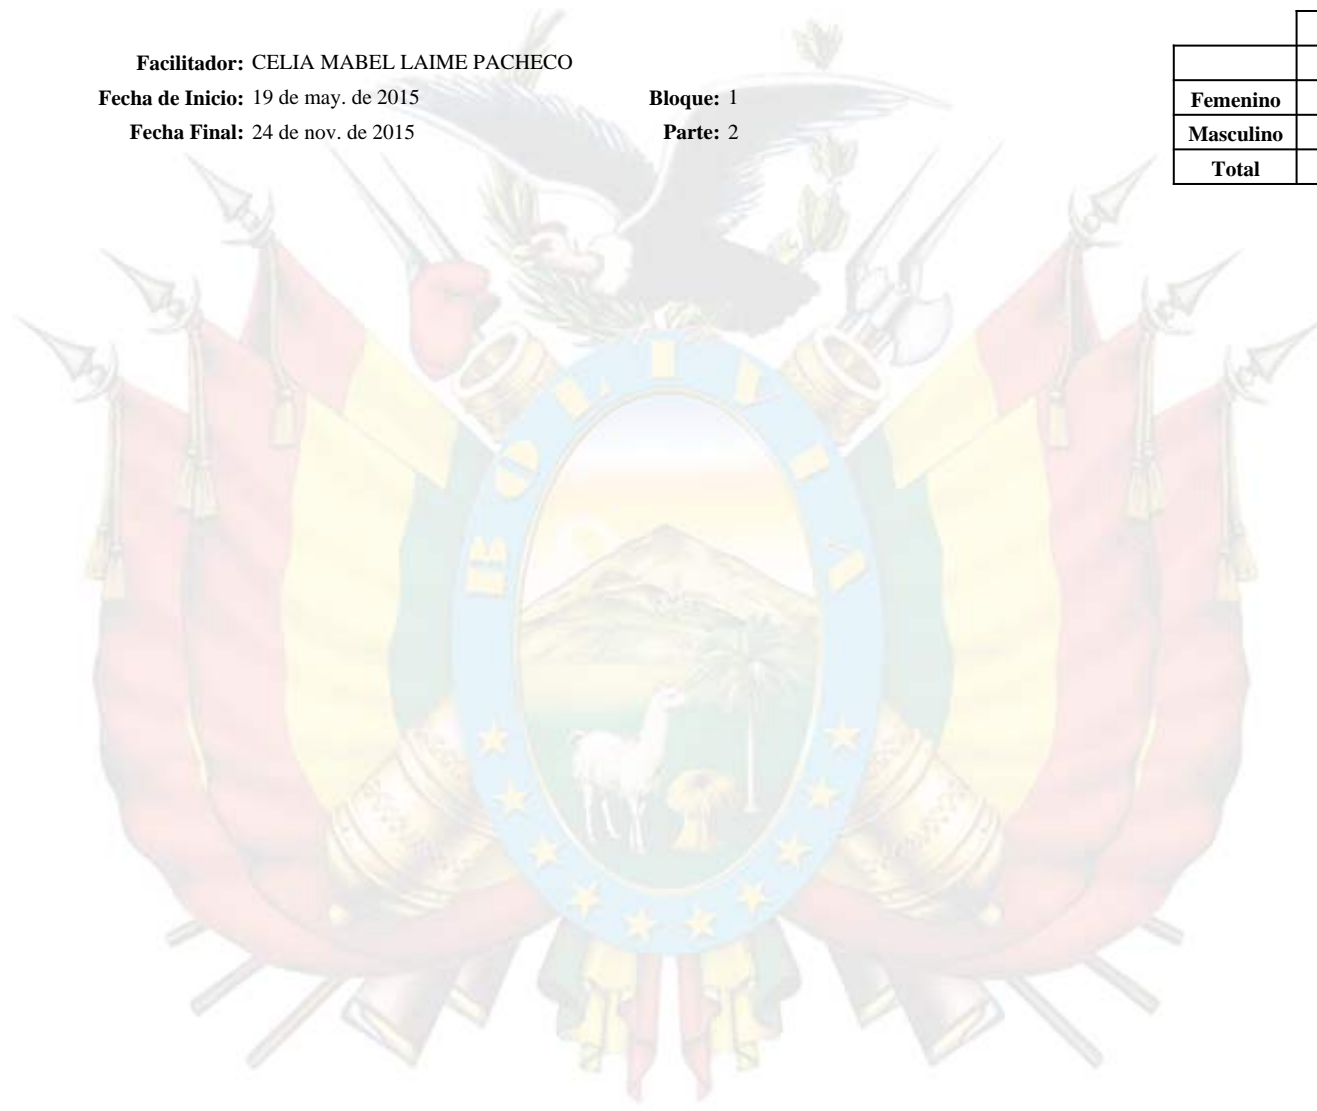 Facilitador: CELIA MABEL LAIME PACHECO
Fecha de Inicio: 19 de may. de 2015 Bloque: 1
Fecha Final: 24 de nov. de 2015 Parte: 2
Femenino
Masculino
Total
BOLIVIA